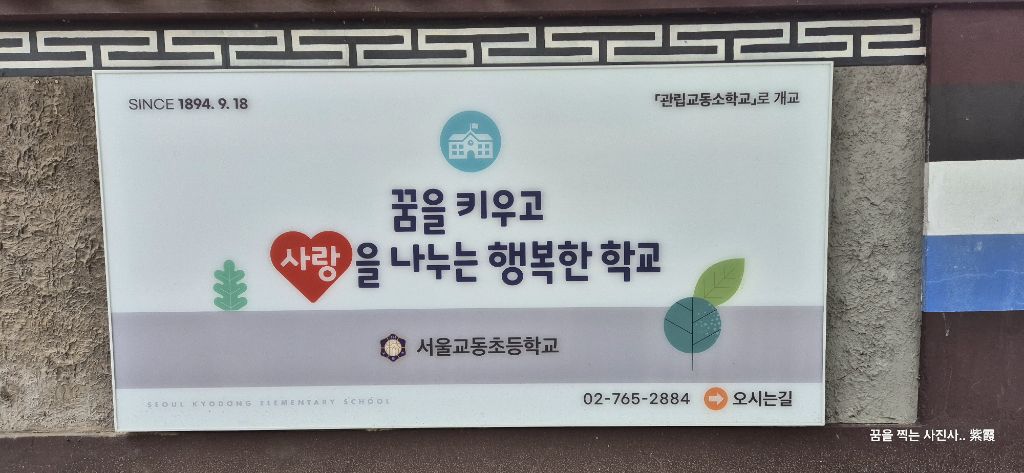 SINCE 1894. 9. 18
「관립교동소학교」로 개교
꿈을 키우고
사랑을 나누는 행복한 학교
서울교동초등학교
SEOUL KYODONG ELEMENTARY SCHOOL
02-765-2884 오시는길
꿈을 찍는 사진사.. 紫霞